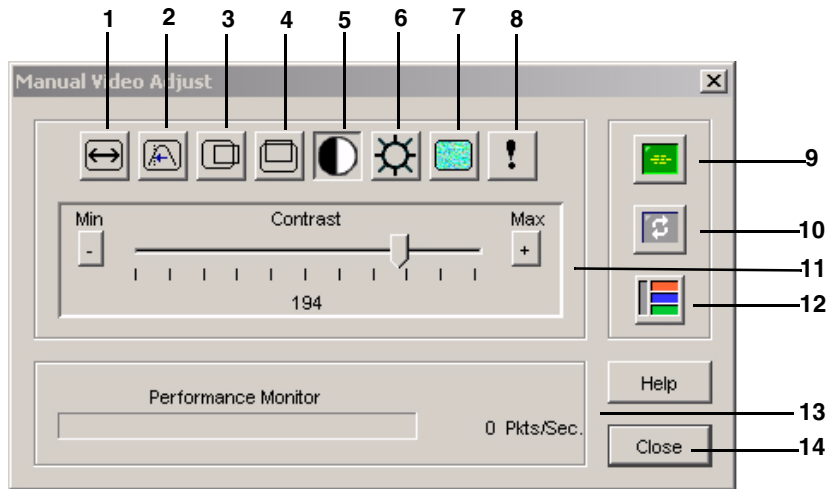 1 2 3 4 5 6 7 8
Manual Video Adjust
9
Min Contrast Max
- +
10
11
194
12
Help
Performance Monitor
13
0 Pkts/Sec.
Close
14